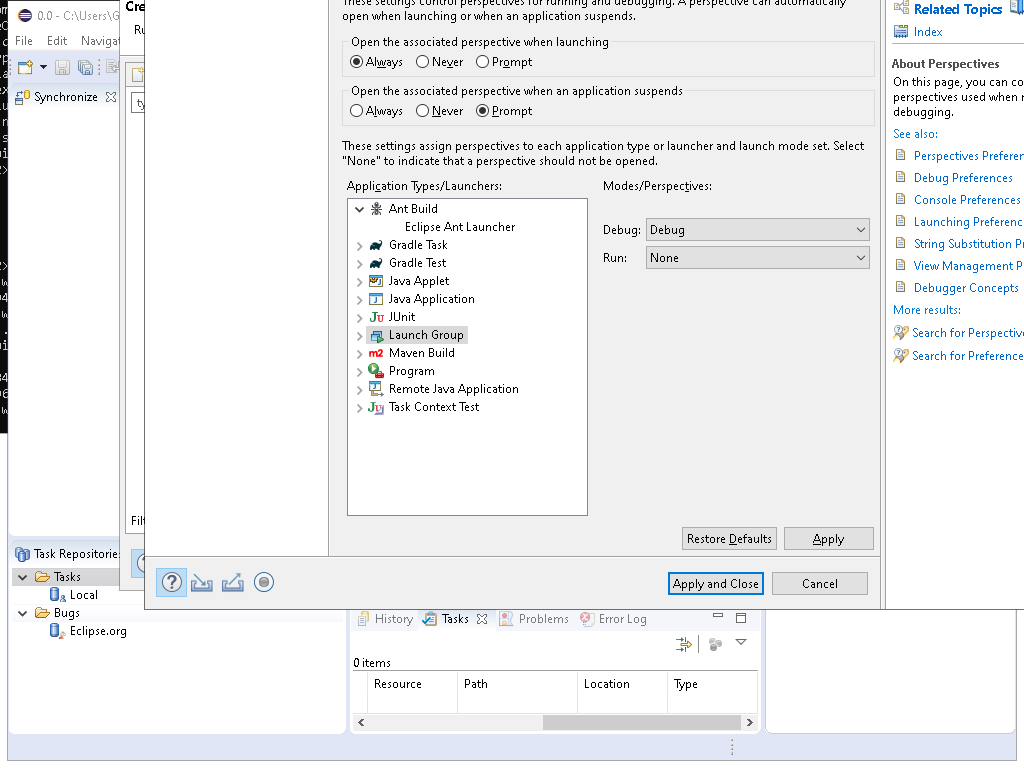 0.0 - C:\Users\G
File Edit Naviga
Synchronize
Cre
Ru
ty
Filt
These settings control perspectives for running and debugging. A perspective can automatically
open when launching or when an application suspends.
Open the associated perspective when launching
Always Never Prompt
Open the associated perspective when an application suspends
Always Never Prompt
These settings assign perspectives to each application type or launcher and launch mode set. Select
"None" to indicate that a perspective should not be opened.
Application Types/Launchers:
Modes/Perspectives:
Ant Build
Eclipse Ant Launcher
Gradle Task
Gradle Test
Java Applet
Java Application
JUnit
Launch Group
Maven Build
Program
Remote Java Application
Task Context Test
Debug: Debug
Run: None
Restore Defaults Apply
Apply and Close Cancel
Related Topics
Index
About Perspectives
On this page, you can co
perspectives used when r
debugging.
See also:
Perspectives Preferen
Debug Preferences
Console Preferences
Launching Preferenc
String Substitution Pr
View Management P
Debugger Concepts
More results:
Search for Perspective
Search for Preference
Task Repositories
Tasks
Local
Bugs
Eclipse.org
History Tasks Problems Error Log
0 items
Resource Path Location Type